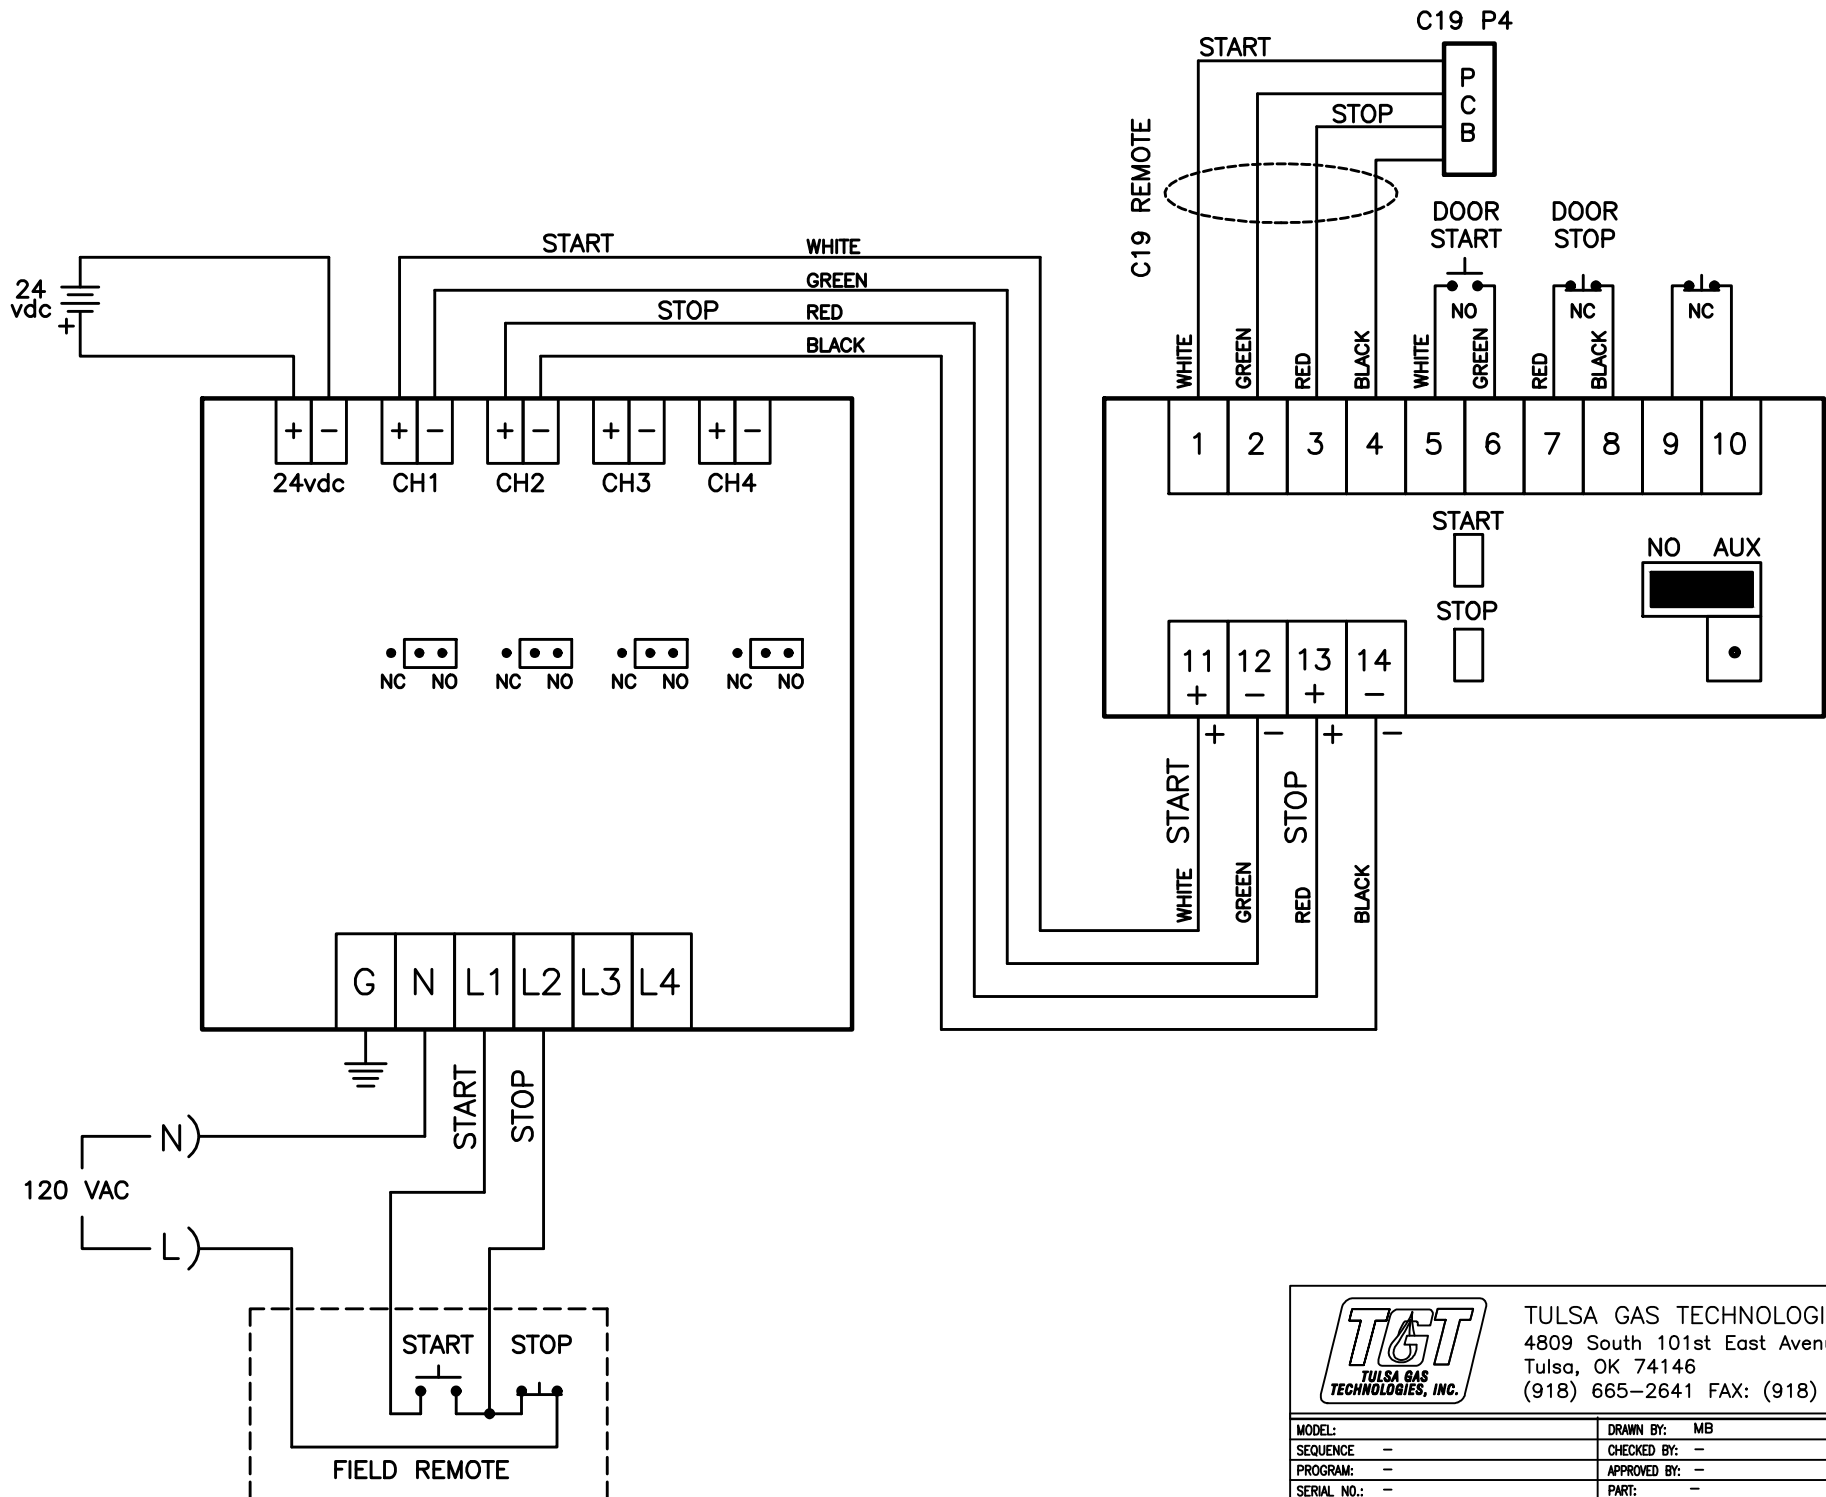 C19 P4
START
P
C
B
STOP
C19 REMOTE
DOOR
START
DOOR
STOP
START WHITE
GREEN
STOP RED
BLACK
24
vdc
+
NO
NC
NC
WHITE
GREEN
RED
BLACK
WHITE
GREEN
RED
BLACK
+ − + − + − + − + −
24vdc CH1 CH2 CH3 CH4
1 2 3 4 5 6 7 8 9 10
START
NO AUX
STOP
NC NO NC NO NC NO NC NO
11 12 13 14
+ − + −
+ − + −
START
STOP
WHITE
GREEN
RED
BLACK
G N L1 L2 L3 L4
START
STOP
N
120 VAC
L
START STOP
FIELD REMOTE
TGT
TULSA GAS
TECHNOLOGIES, INC.
TULSA GAS TECHNOLOGI
4809 South 101st East Aven
Tulsa, OK 74146
(918) 665−2641 FAX: (918)
MODEL: DRAWN BY: MB
SEQUENCE − CHECKED BY: −
PROGRAM: − APPROVED BY: −
SERIAL NO.: − PART: −